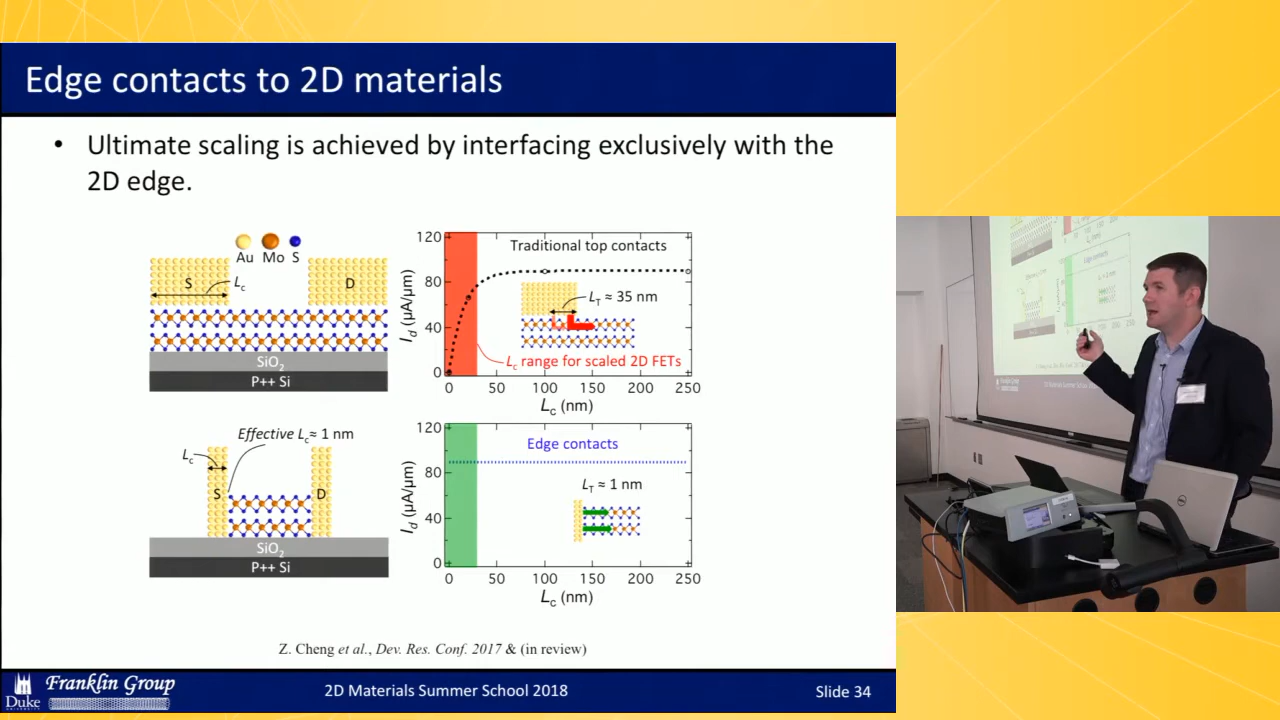 Edge contacts to 2D materials
• Ultimate scaling is achieved by interfacing exclusively with the
2D edge.
Au Mo S
S
Lc
D
SiO2
P++ Si
120
80
40
0
Id (μA/μm)
Traditional top contacts
LT ≈ 35 nm
Lc range for scaled 2D FETs
0 50 100 150 200 250
Lc (nm)
Effective Lc≈ 1 nm
Lc
S
D
SiO2
P++ Si
120
80
40
0
Id (μA/μm)
Edge contacts
LT ≈ 1 nm
0 50 100 150 200 250
Lc (nm)
Z. Cheng et al., Dev. Res. Conf. 2017 & (in review)
Duke
Franklin Group
2D Materials Summer School 2018
Slide 34